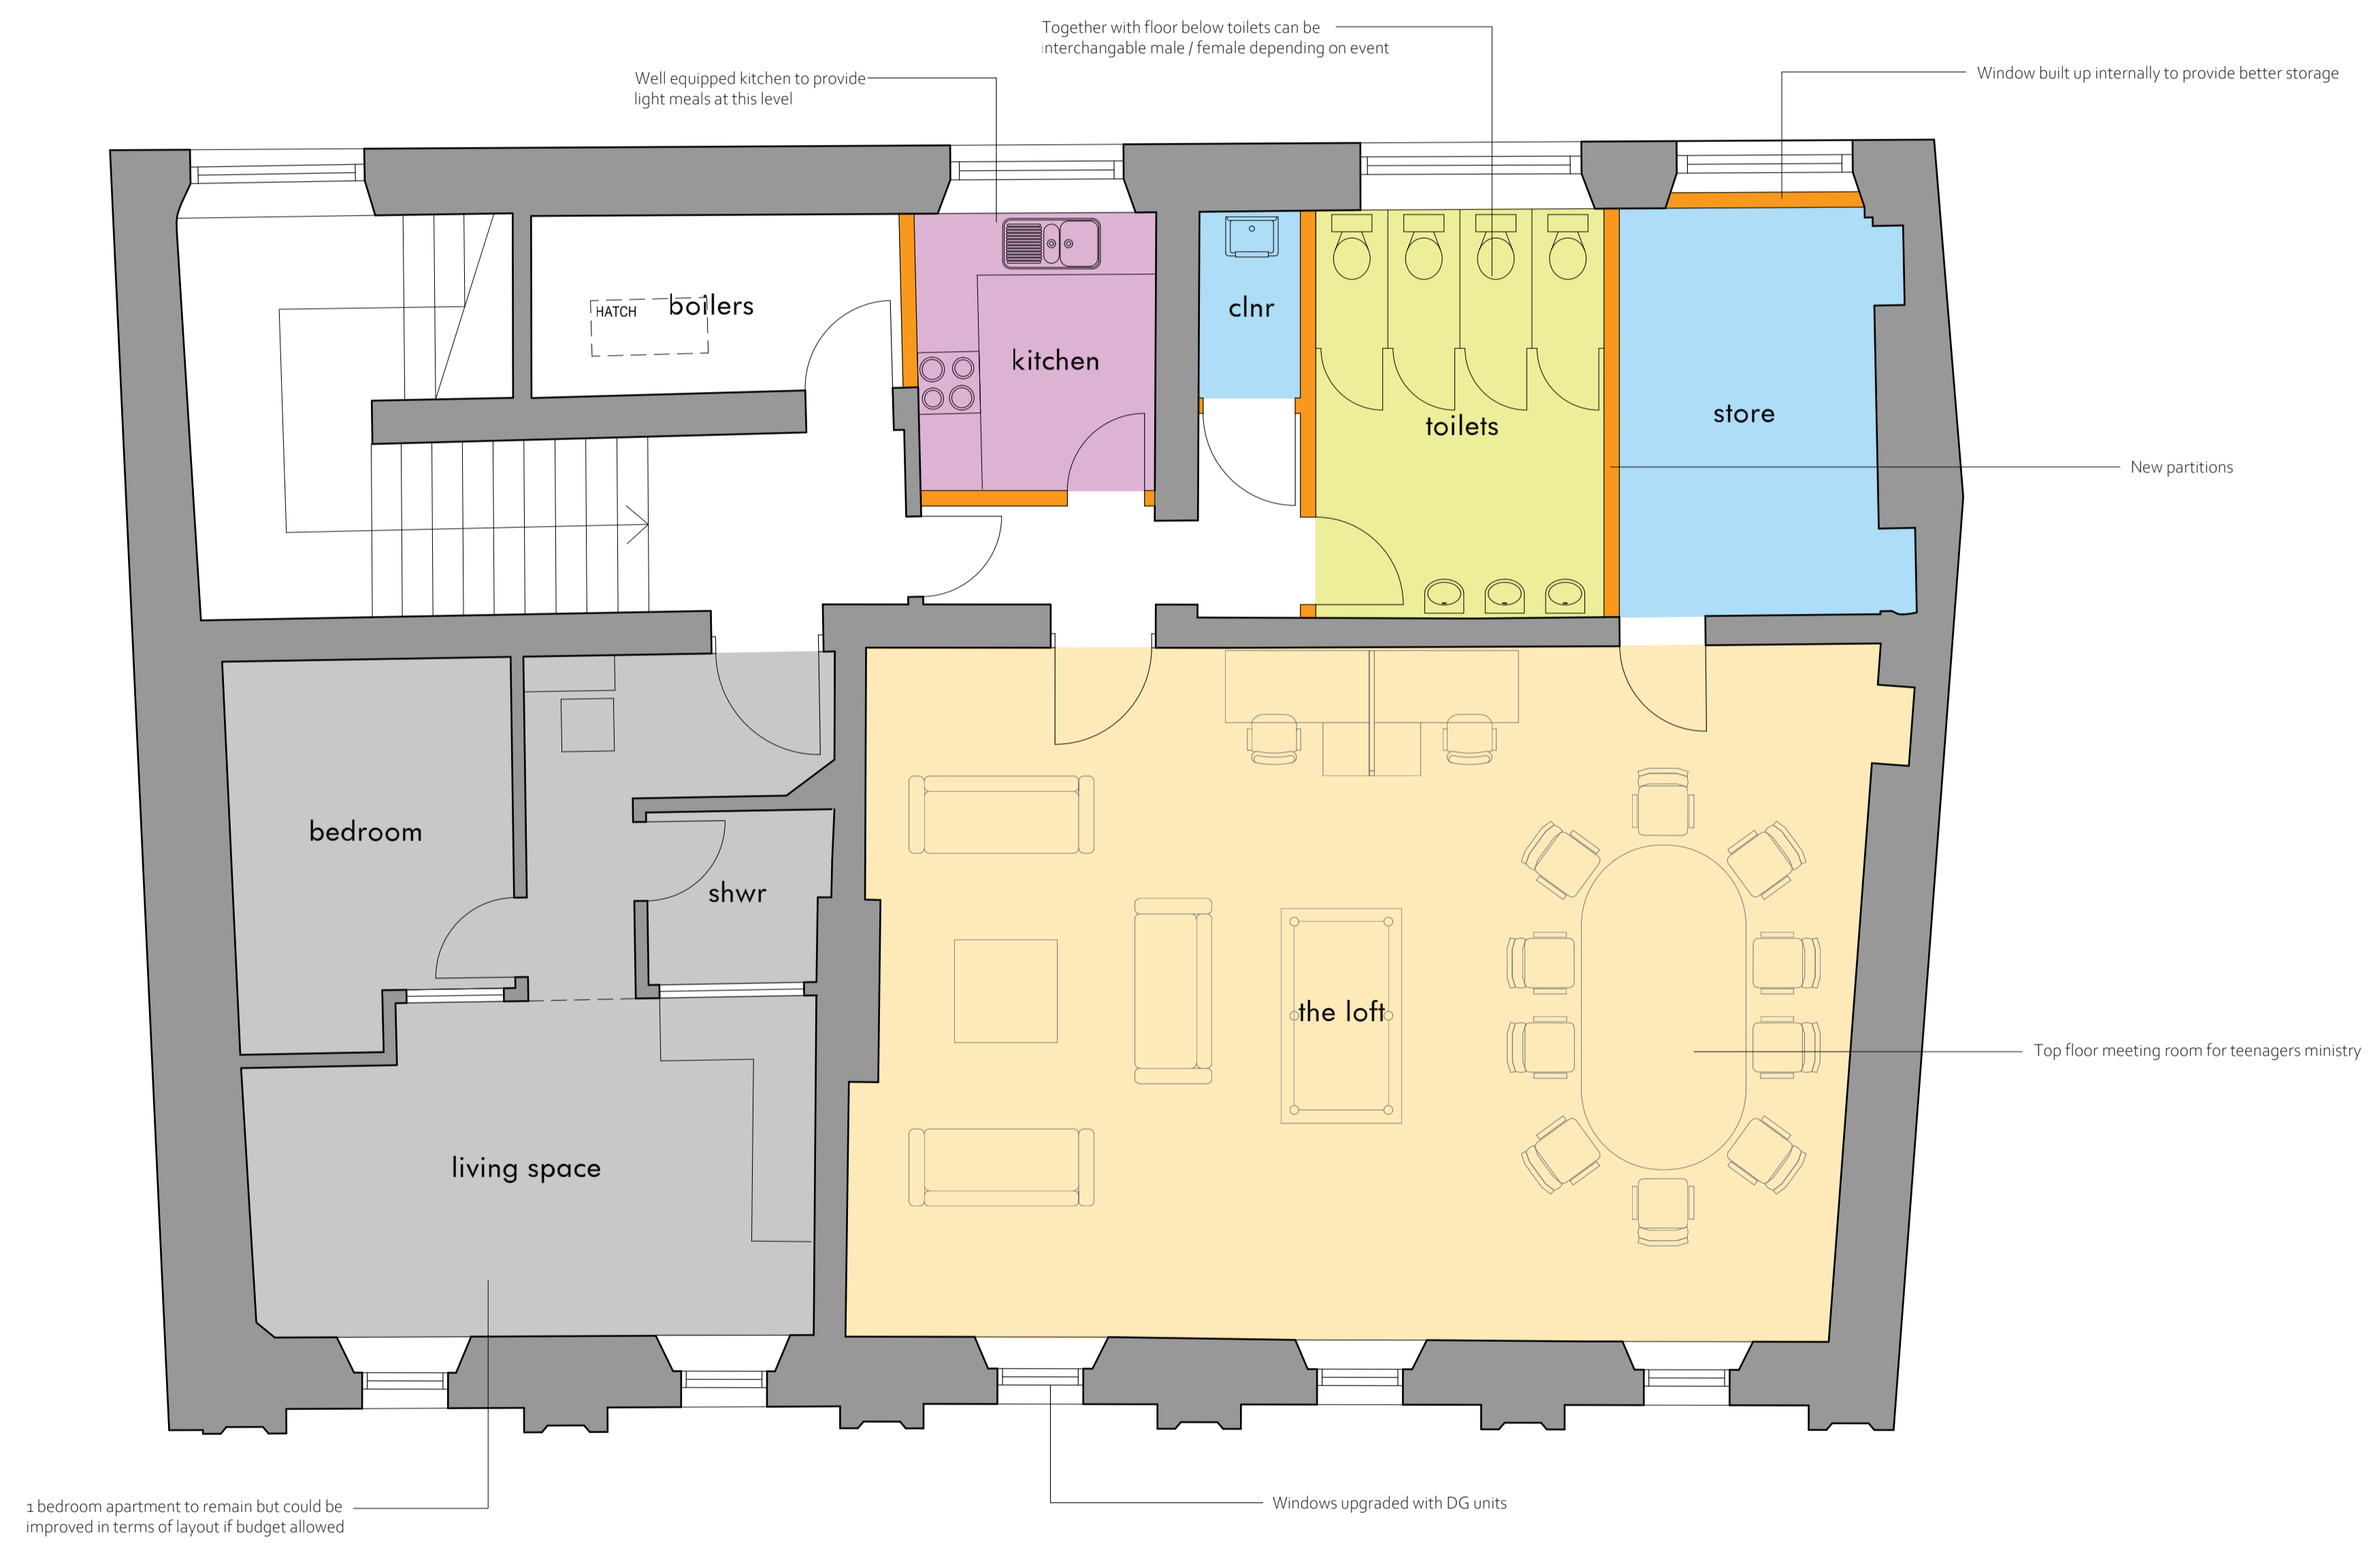 Together with floor below toilets can be
interchangable male / female depending on event
Well equipped kitchen to provide
light meals at this level
Window built up internally to provide better storage
HATCH
boilers
clnr
kitchen
store
toilets
New partitions
bedroom
shwr
the loft
Top floor meeting room for teenagers ministry
living space
Windows upgraded with DG units
1 bedroom apartment to remain but could be
improved in terms of layout if budget allowed